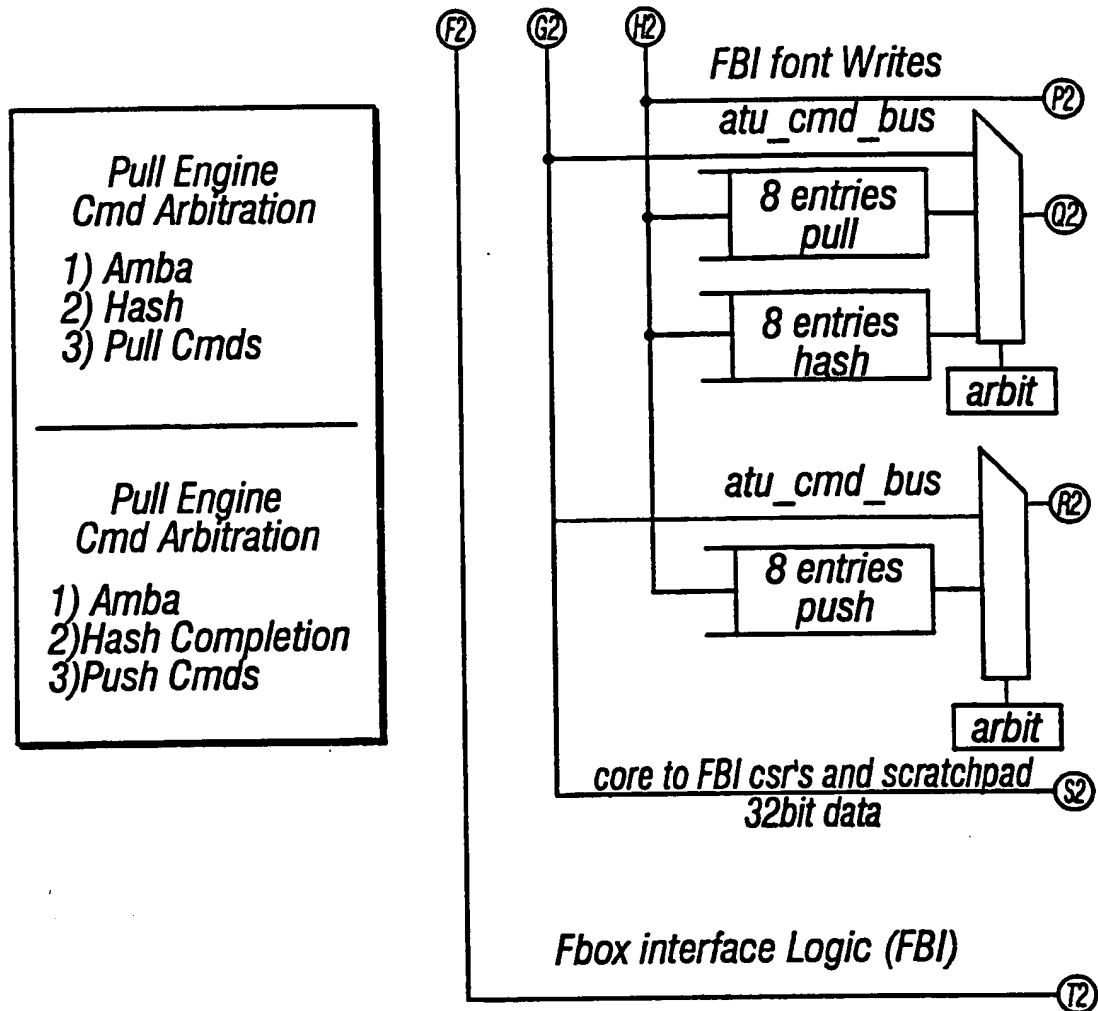 F2 G2 H2
FBI font Writes
P2
atu_cmd_bus
8 entries
pull
Q2
8 entries
hash
arbit
atu_cmd_bus
R2
8 entries
push
arbit
core to FBI csr's and scratchpad
S2
32bit data
Fbox interface Logic (FBI)
T2
Pull Engine
Cmd Arbitration
1) Amba
2) Hash
3) Pull Cmds
Pull Engine
Cmd Arbitration
1) Amba
2)Hash Completion
3)Push Cmds